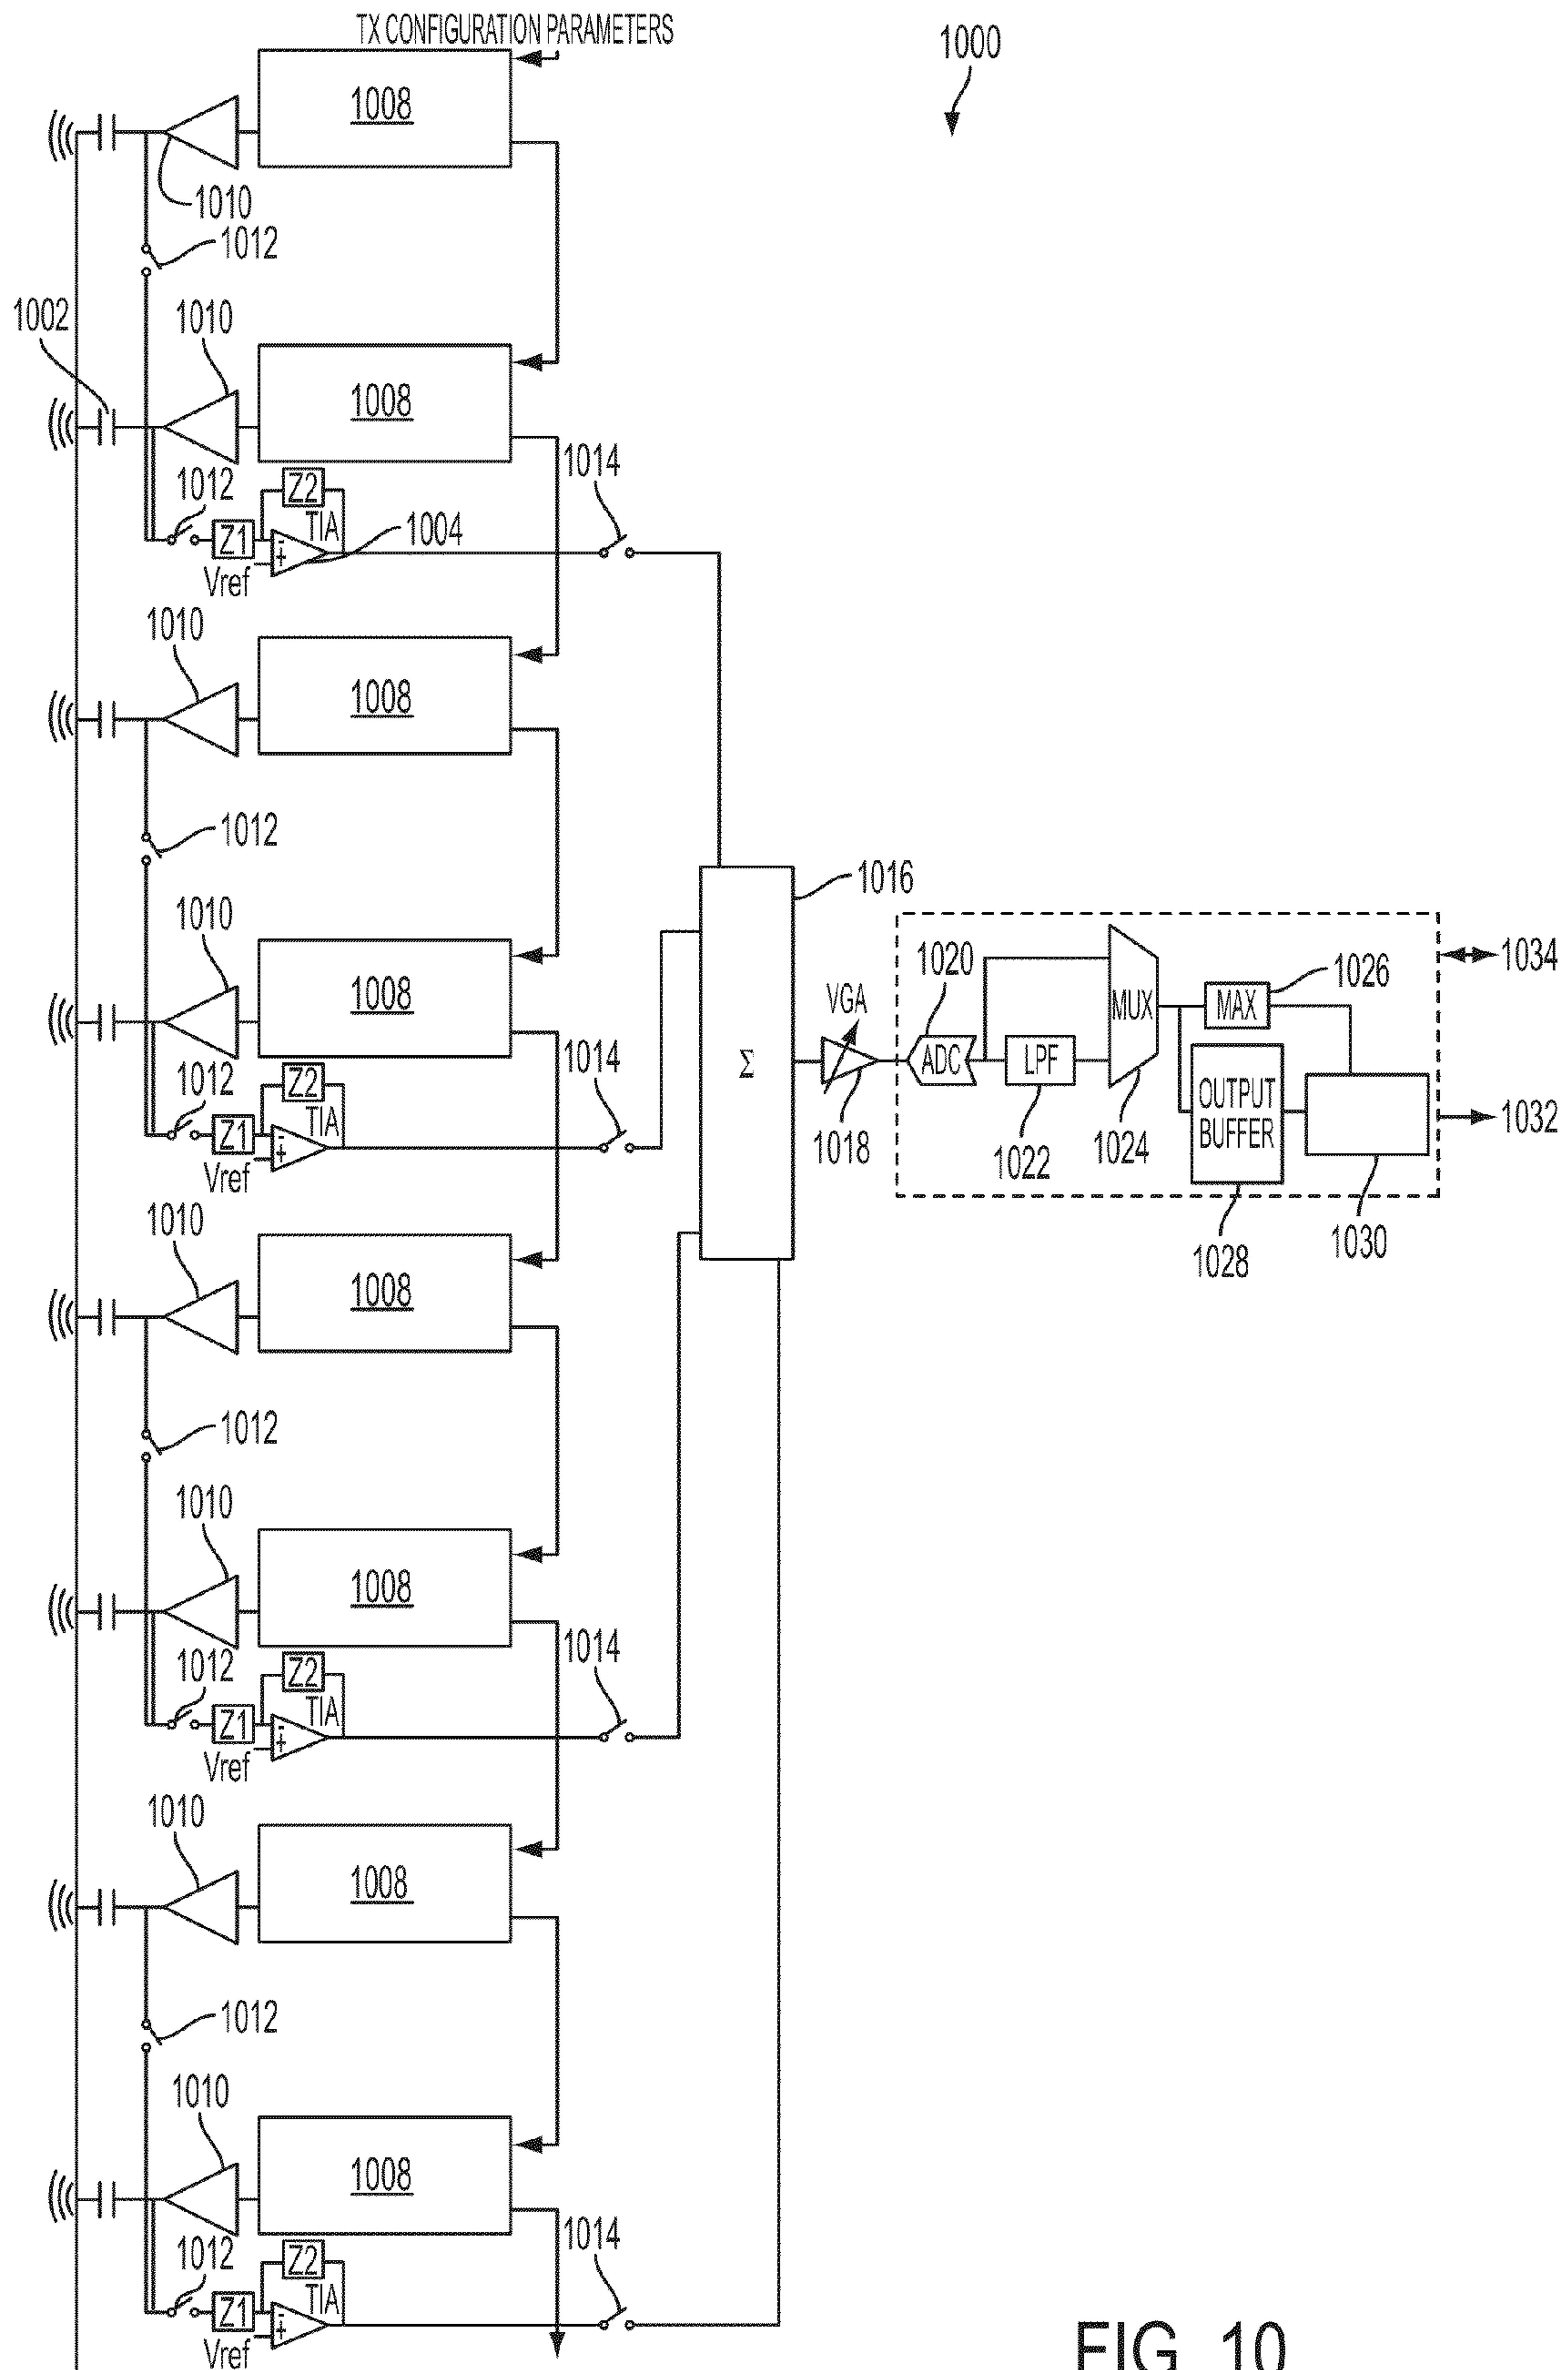 TX CONFIGURATION PARAMETERS
1000
1008
1010
1012
1002
1010
1008
1014
1012
Z2
TIA
1004
Z1
-
+
Vref
1010
1008
1012
1016
1010
1008
1020
1034
VGA
MUX
1026
MAX
ADC
LPF
Σ
1014
1012
Z2
TIA
Z1
-
+
Vref
1018
1022
1024
OUTPUT
BUFFER
1032
1028
1030
1010
1008
1012
1010
1008
1014
1012
Z2
TIA
Z1
-
+
Vref
1010
1008
1012
1010
1008
1014
1012
Z2
TIA
Z1
-
+
Vref
FIG. 10